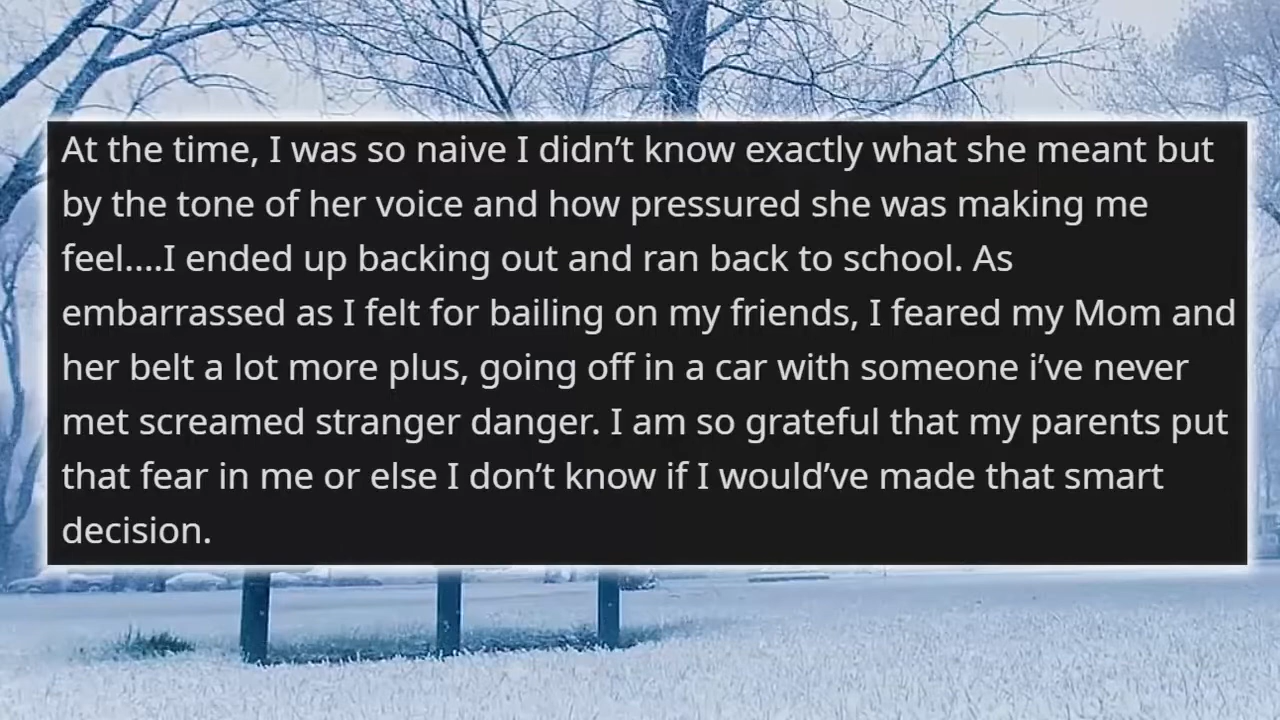 At the time, I was so naive I didn’t know exactly what she meant but
by the tone of her voice and how pressured she was making me
feel....I ended up backing out and ran back to school. As
embarrassed as I felt for bailing on my friends, I feared my Mom and
her belt a lot more plus, going off in a car with someone i’ve never
met screamed stranger danger. I am so grateful that my parents put
that fear in me or else I don’t know if I would’ve made that smart
decision.